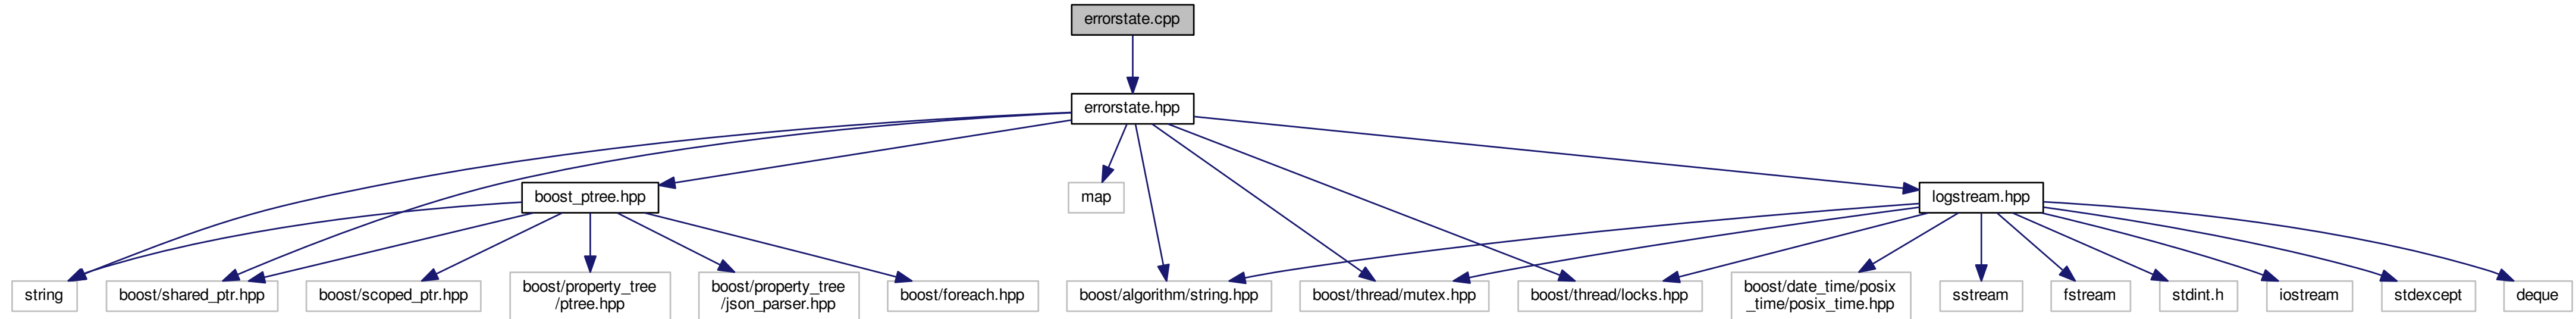 errorstate.cpp
errorstate.hpp
boost_ptree.hpp
map
logstream.hpp
string
boost/shared_ptr.hpp
boost/scoped_ptr.hpp
boost/property_tree
/ptree.hpp
boost/property_tree
/json_parser.hpp
boost/foreach.hpp
boost/algorithm/string.hpp
boost/thread/mutex.hpp
boost/thread/locks.hpp
boost/date_time/posix
_time/posix_time.hpp
sstream
fstream
stdint.h
iostream
stdexcept
deque